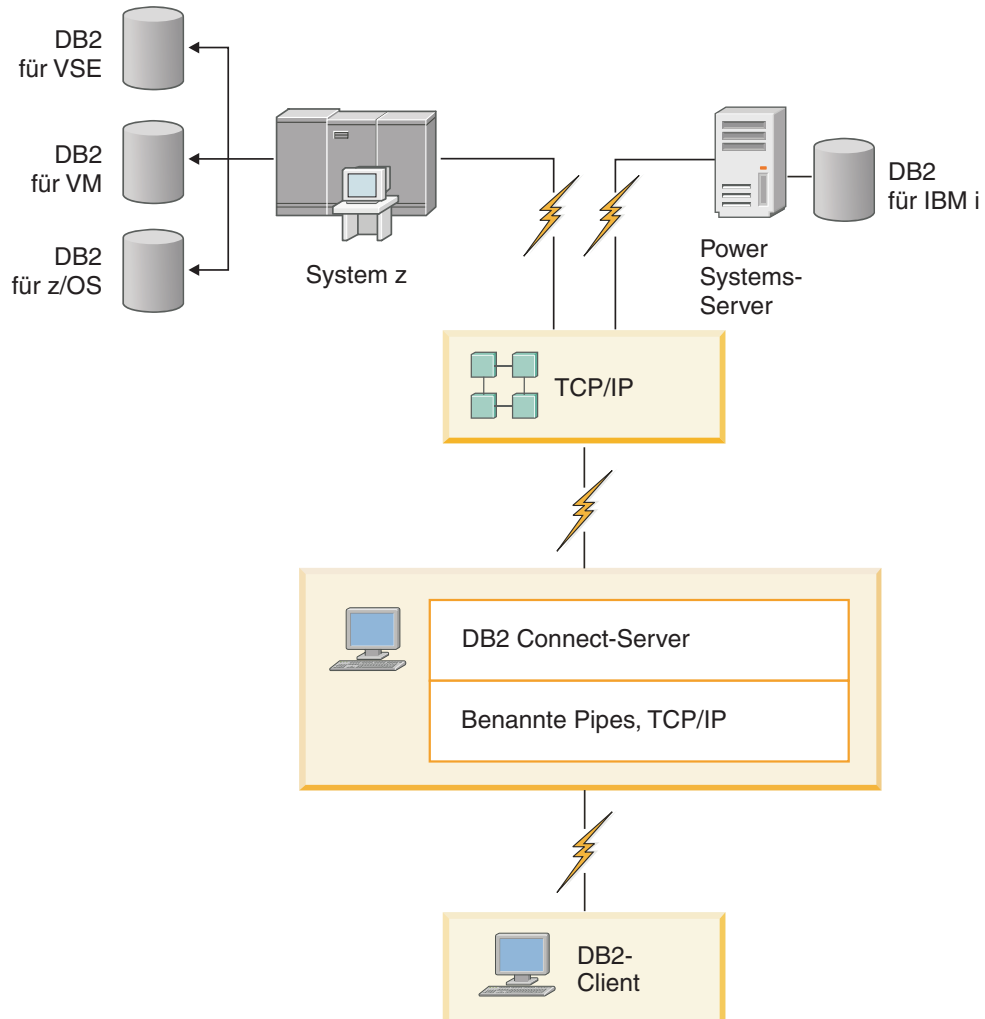 DB2
für VSE
DB2
für VM
DB2
für z/OS
System z
DB2
für IBM i
Power
Systems-
Server
TCP/IP
DB2 Connect-Server
Benannte Pipes, TCP/IP
DB2-
Client